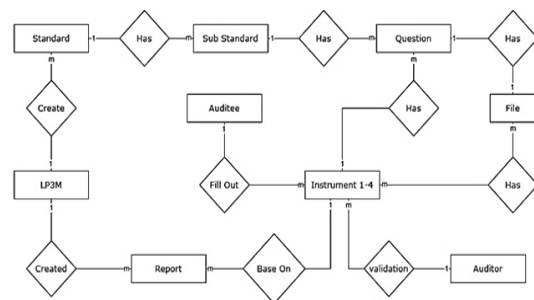 Standard
1
Has
m
Sub Standard
1
Has
m
Question
1
Has
m
m
1
Create
Auditee
Has
File
1
m
1
1
LP3M
Fill Out
m
Instrument 1-4
m
Has
1
1
m
Created
m
Report
m
Base On
validation
1
Auditor